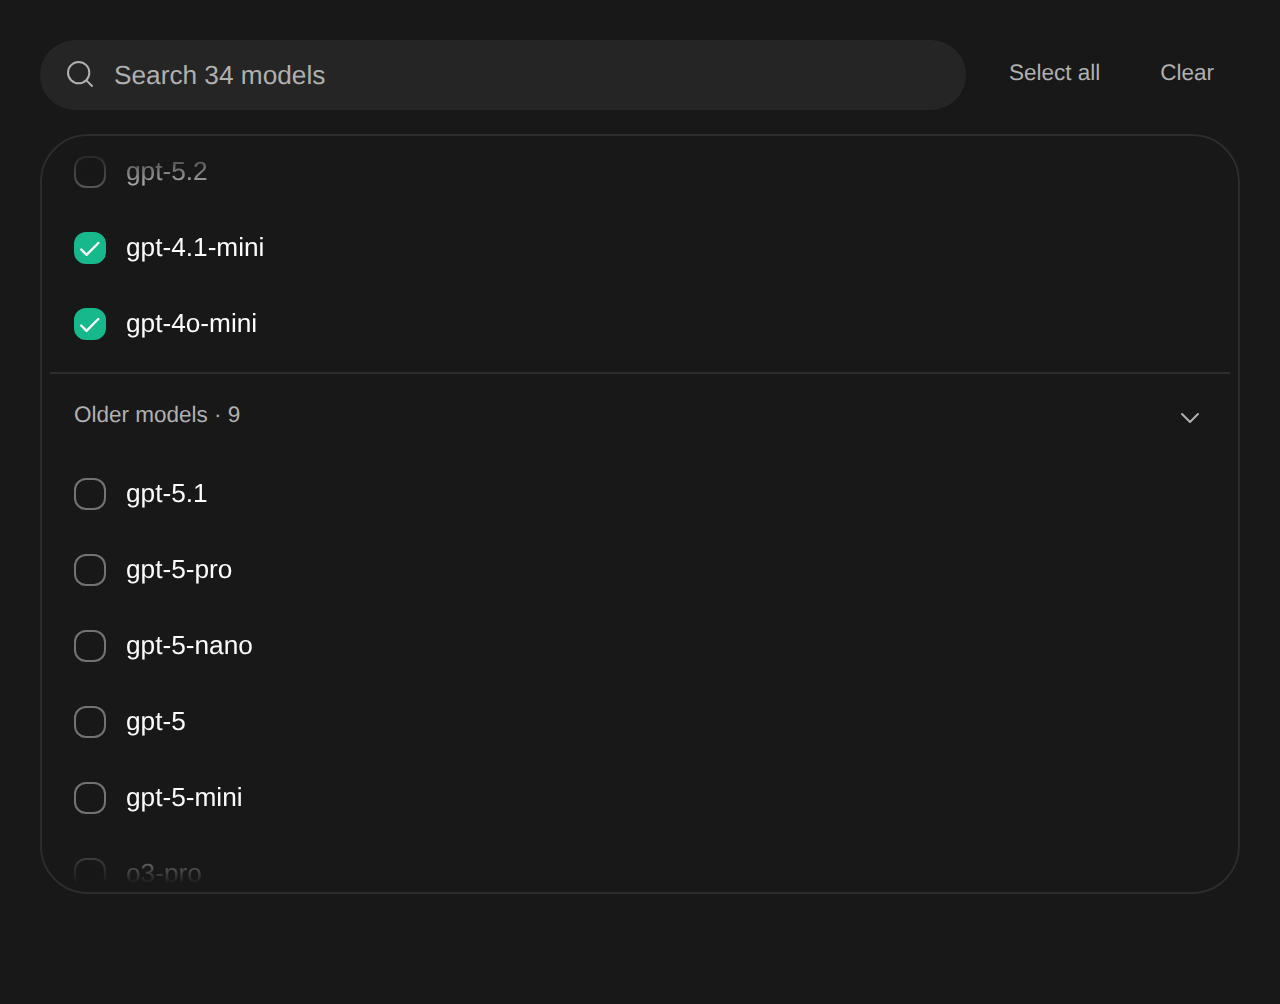 Search 34 models
Select all
Clear
gpt-5.2
gpt-4.1-mini
gpt-4o-mini
Older models · 9
gpt-5.1
gpt-5-pro
gpt-5-nano
gpt-5
gpt-5-mini
o3-pro